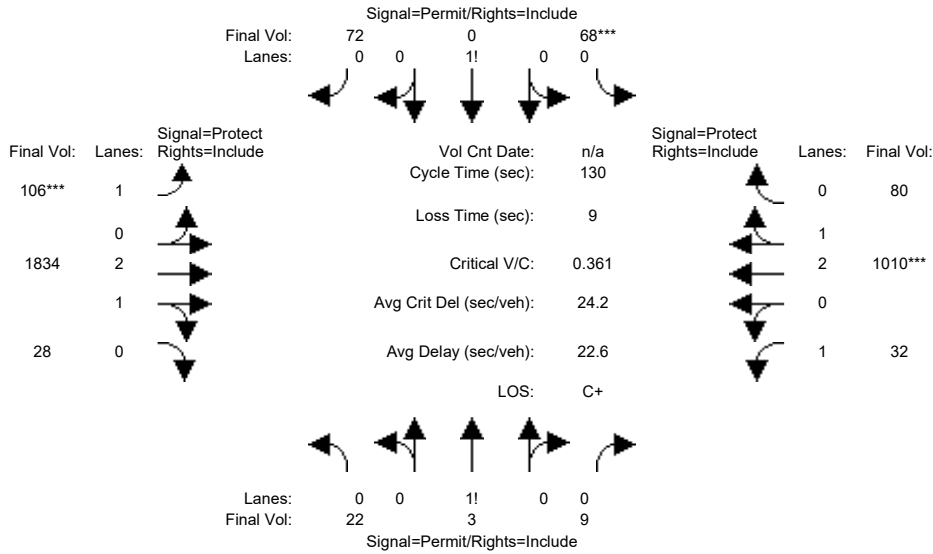 Signal=Permit/Rights=Include
Final Vol: 72 0 68***
Lanes: 0 0 1! 0 0
Signal=Protect Signal=Protect
Final Vol: Lanes: Rights=Include Vol Cnt Date: n/a Rights=Include Lanes: Final Vol:
Cycle Time (sec): 130
106*** 1 0 80
Loss Time (sec): 9
0 1
1834 2 Critical V/C: 0.361 2 1010***
1 Avg Crit Del (sec/veh): 24.2 0
28 0 Avg Delay (sec/veh): 22.6 1 32
LOS: C+
Lanes: 0 0 1! 0 0
Final Vol: 22 3 9
Signal=Permit/Rights=Include